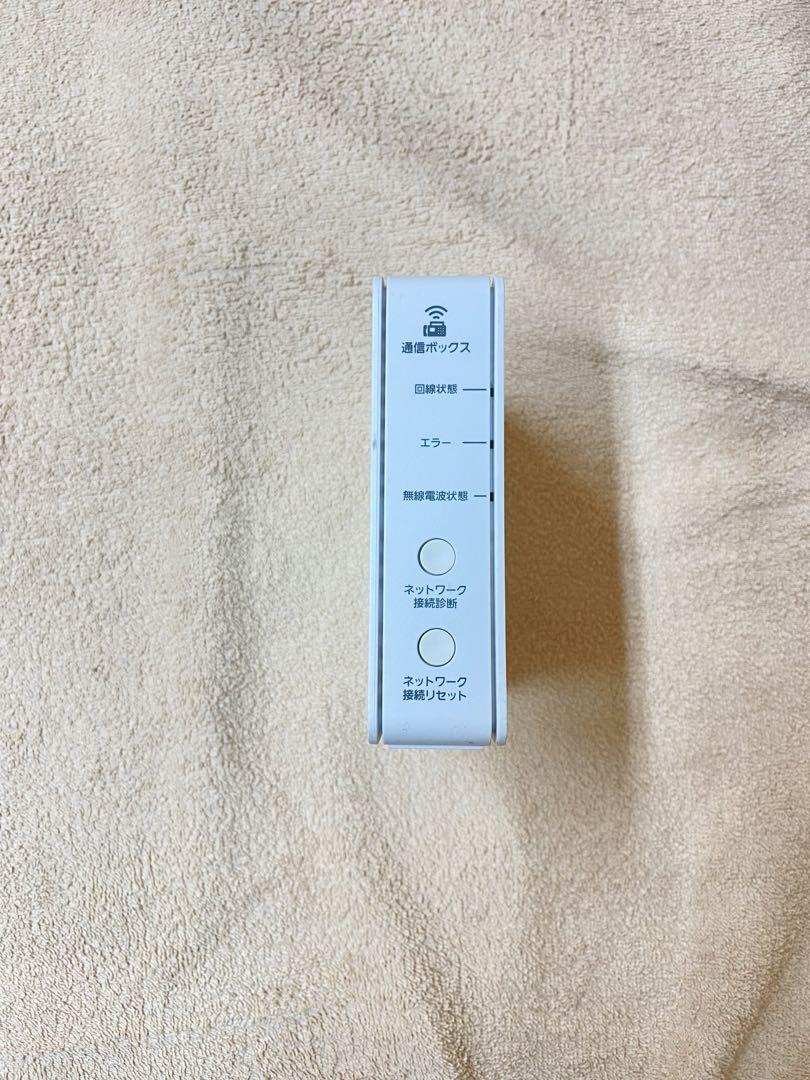 通信ボックス
回線状態
エラー
無線電波状態
ネットワーク
接続診断
ネットワーク
接続リセット